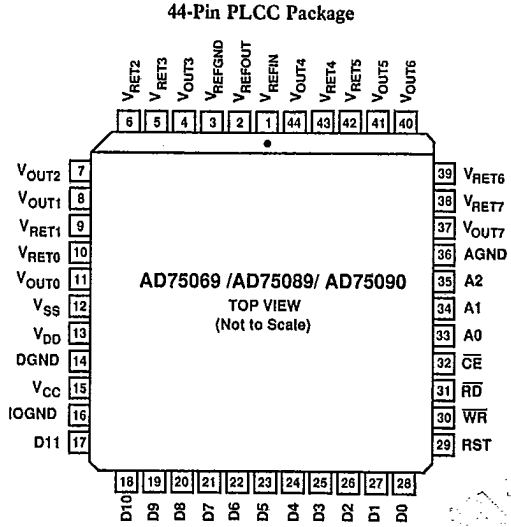 44-Pin PLCC Package
VRET2
VRET3
VOUT3
VREFGND
VREFOUT
VREFIN
VOUT4
VRET4
VRET5
VOUT5
VOUT6
6 5 4 3 2 1 44 43 42 41 40
VOUT2 7
VOUT1 8
VRET1 9
VRET0 10
VOUT0 11
VSS 12
VDD 13
DGND 14
VCC 15
IOGND 16
D11 17
AD75069 /AD75089/ AD75090
TOP VIEW
(Not to Scale)
39 VRET6
38 VRET7
37 VOUT7
36 AGND
35 A2
34 A1
33 A0
32 C̅E̅
31 R̅D̅
30 W̅R̅
29 RST
18 19 20 21 22 23 24 25 26 27 28
D10
D9
D8
D7
D6
D5
D4
D3
D2
D1
D0